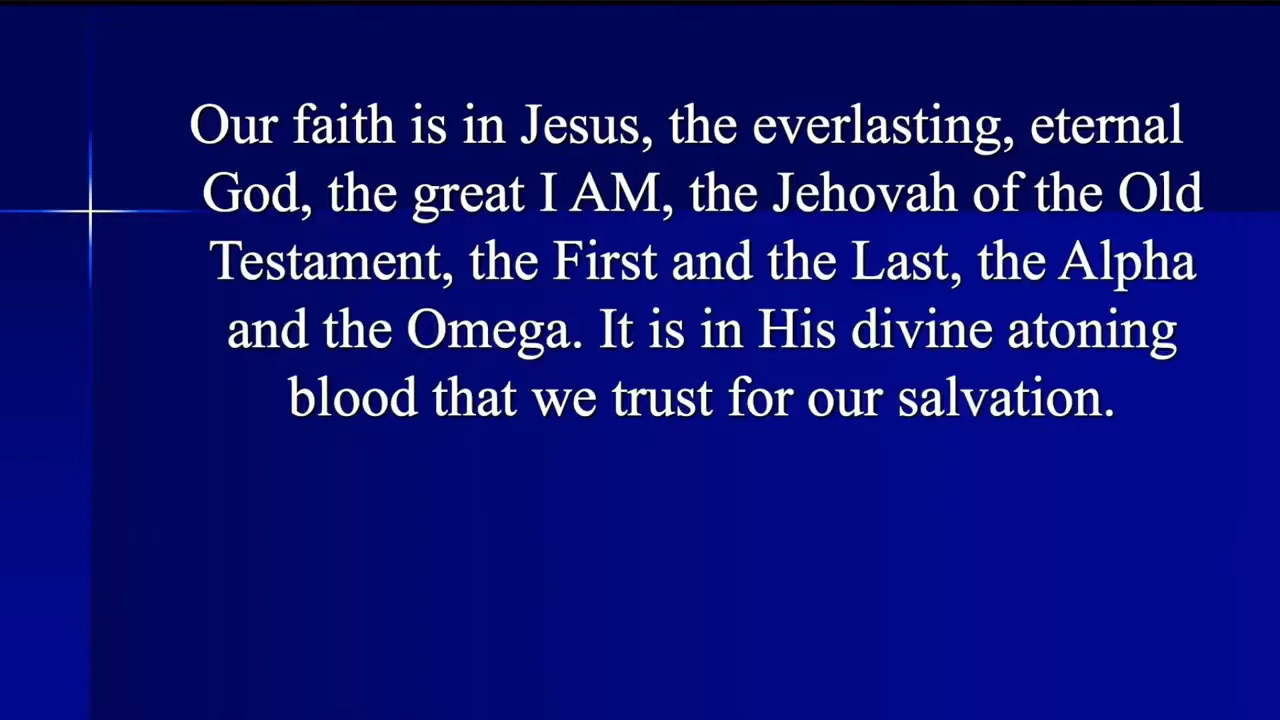 Our faith is in Jesus, the everlasting, eternal
God, the great I AM, the Jehovah of the Old
Testament, the First and the Last, the Alpha
and the Omega. It is in His divine atoning
blood that we trust for our salvation.